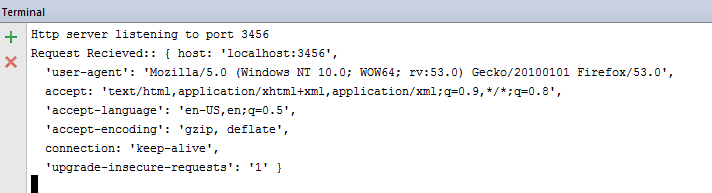 Terminal
Http server listening to port 3456
Request Recieved:: { host: 'localhost:3456',
'user-agent': 'Mozilla/5.0 (Windows NT 10.0; WOW64; rv:53.0) Gecko/20100101 Firefox/53.0',
accept: 'text/html,application/xhtml+xml,application/xml;q=0.9,*/*;q=0.8',
'accept-language': 'en-US,en;q=0.5',
'accept-encoding': 'gzip, deflate',
connection: 'keep-alive',
'upgrade-insecure-requests': '1' }